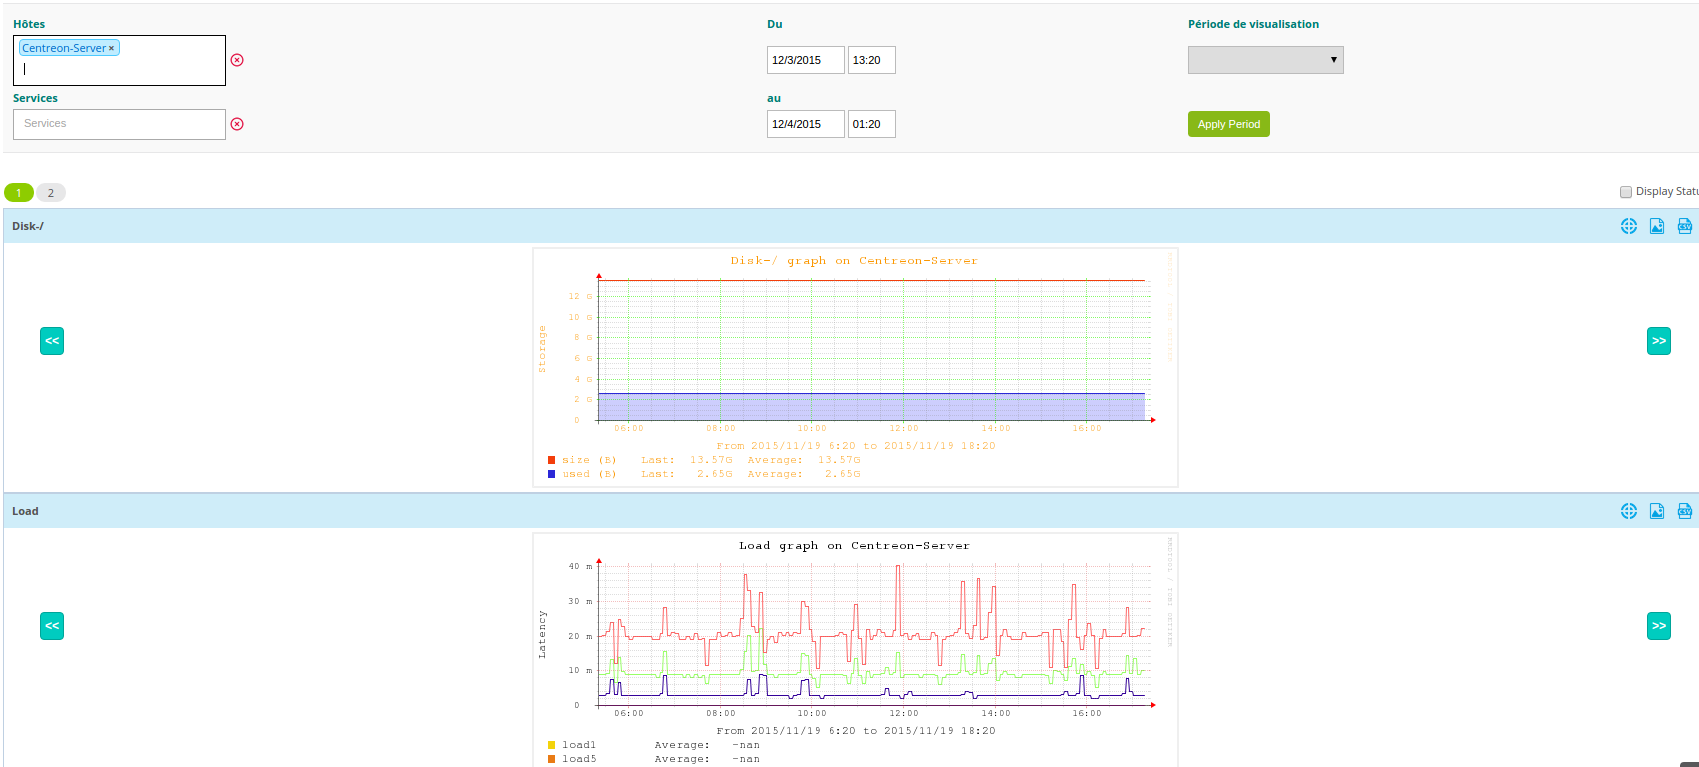 Hôtes
Du
Période de visualisation
Centreon-Server ×
12/3/2015 13:20
Services
au
Services
12/4/2015 01:20
Apply Period
1 2
Display Statu
Disk-/
CSV
Disk-/ graph on Centreon-Server
Storage
12 G
10 G
8 G
6 G
4 G
2 G
0
06:00 08:00 10:00 12:00 14:00 16:00
From 2015/11/19 6:20 to 2015/11/19 18:20
size (B) Last: 13.57G Average: 13.57G
used (B) Last: 2.65G Average: 2.65G
<< >>
Load
CSV
Load graph on Centreon-Server
RRDTOOL / TOBI OETIKER
Latency
40 m
30 m
20 m
10 m
0
06:00 08:00 10:00 12:00 14:00 16:00
From 2015/11/19 6:20 to 2015/11/19 18:20
load1 Average: -nan
load5 Average: -nan
<< >>